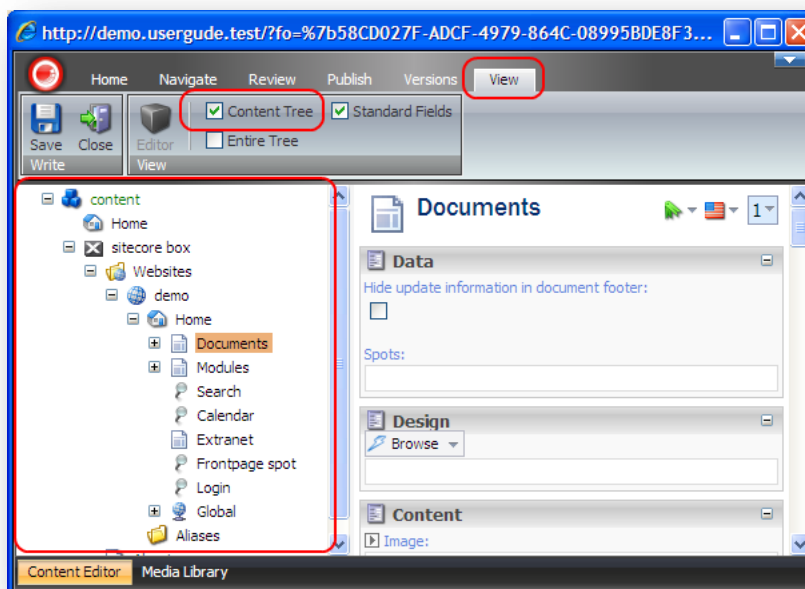 http://demo.usergude.test/?fo=%7b58CD027F-ADCF-4979-864C-08995BDE8F3...
Home Navigate Review Publish Versions View
Content Tree Standard Fields
Save Close Editor Entire Tree
Write View
content
Home
sitecore box
Websites
demo
Home
Documents
Modules
Search
Calendar
Extranet
Frontpage spot
Login
Global
Aliases
Documents 1
Data
Hide update information in document footer:
Spots:
Design
Browse
Content
Image:
Content Editor Media Library